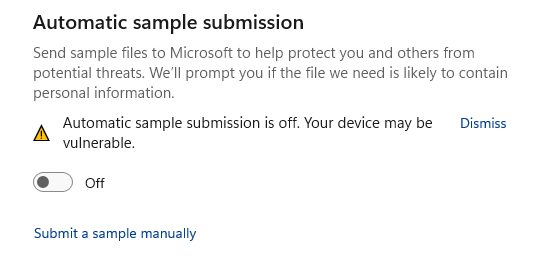 Automatic sample submission
Send sample files to Microsoft to help protect you and others from
potential threats. We’ll prompt you if the file we need is likely to contain
personal information.
Automatic sample submission is off. Your device may be
vulnerable.
Dismiss
Off
Submit a sample manually